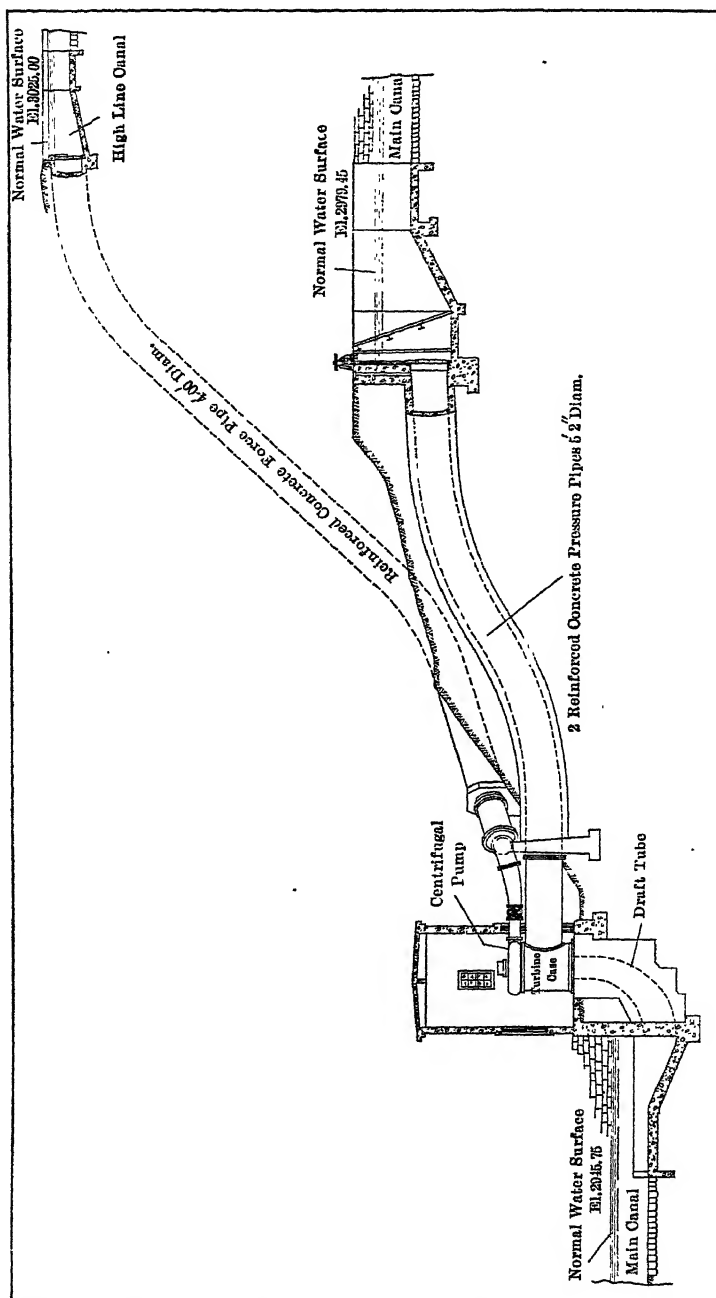 Normal Water Surface
El.3025.00
High Line Canal
Normal Water Surface
El.2979.45
Main Canal
Reinforced Concrete Force Pipe 4'00 Diam.
2 Reinforced Concrete Pressure Pipes 5' 2" Diam.
Centrifugal
Pump
Turbine
Case
Draft Tube
Normal Water Surface
El.2945.75
Main Canal